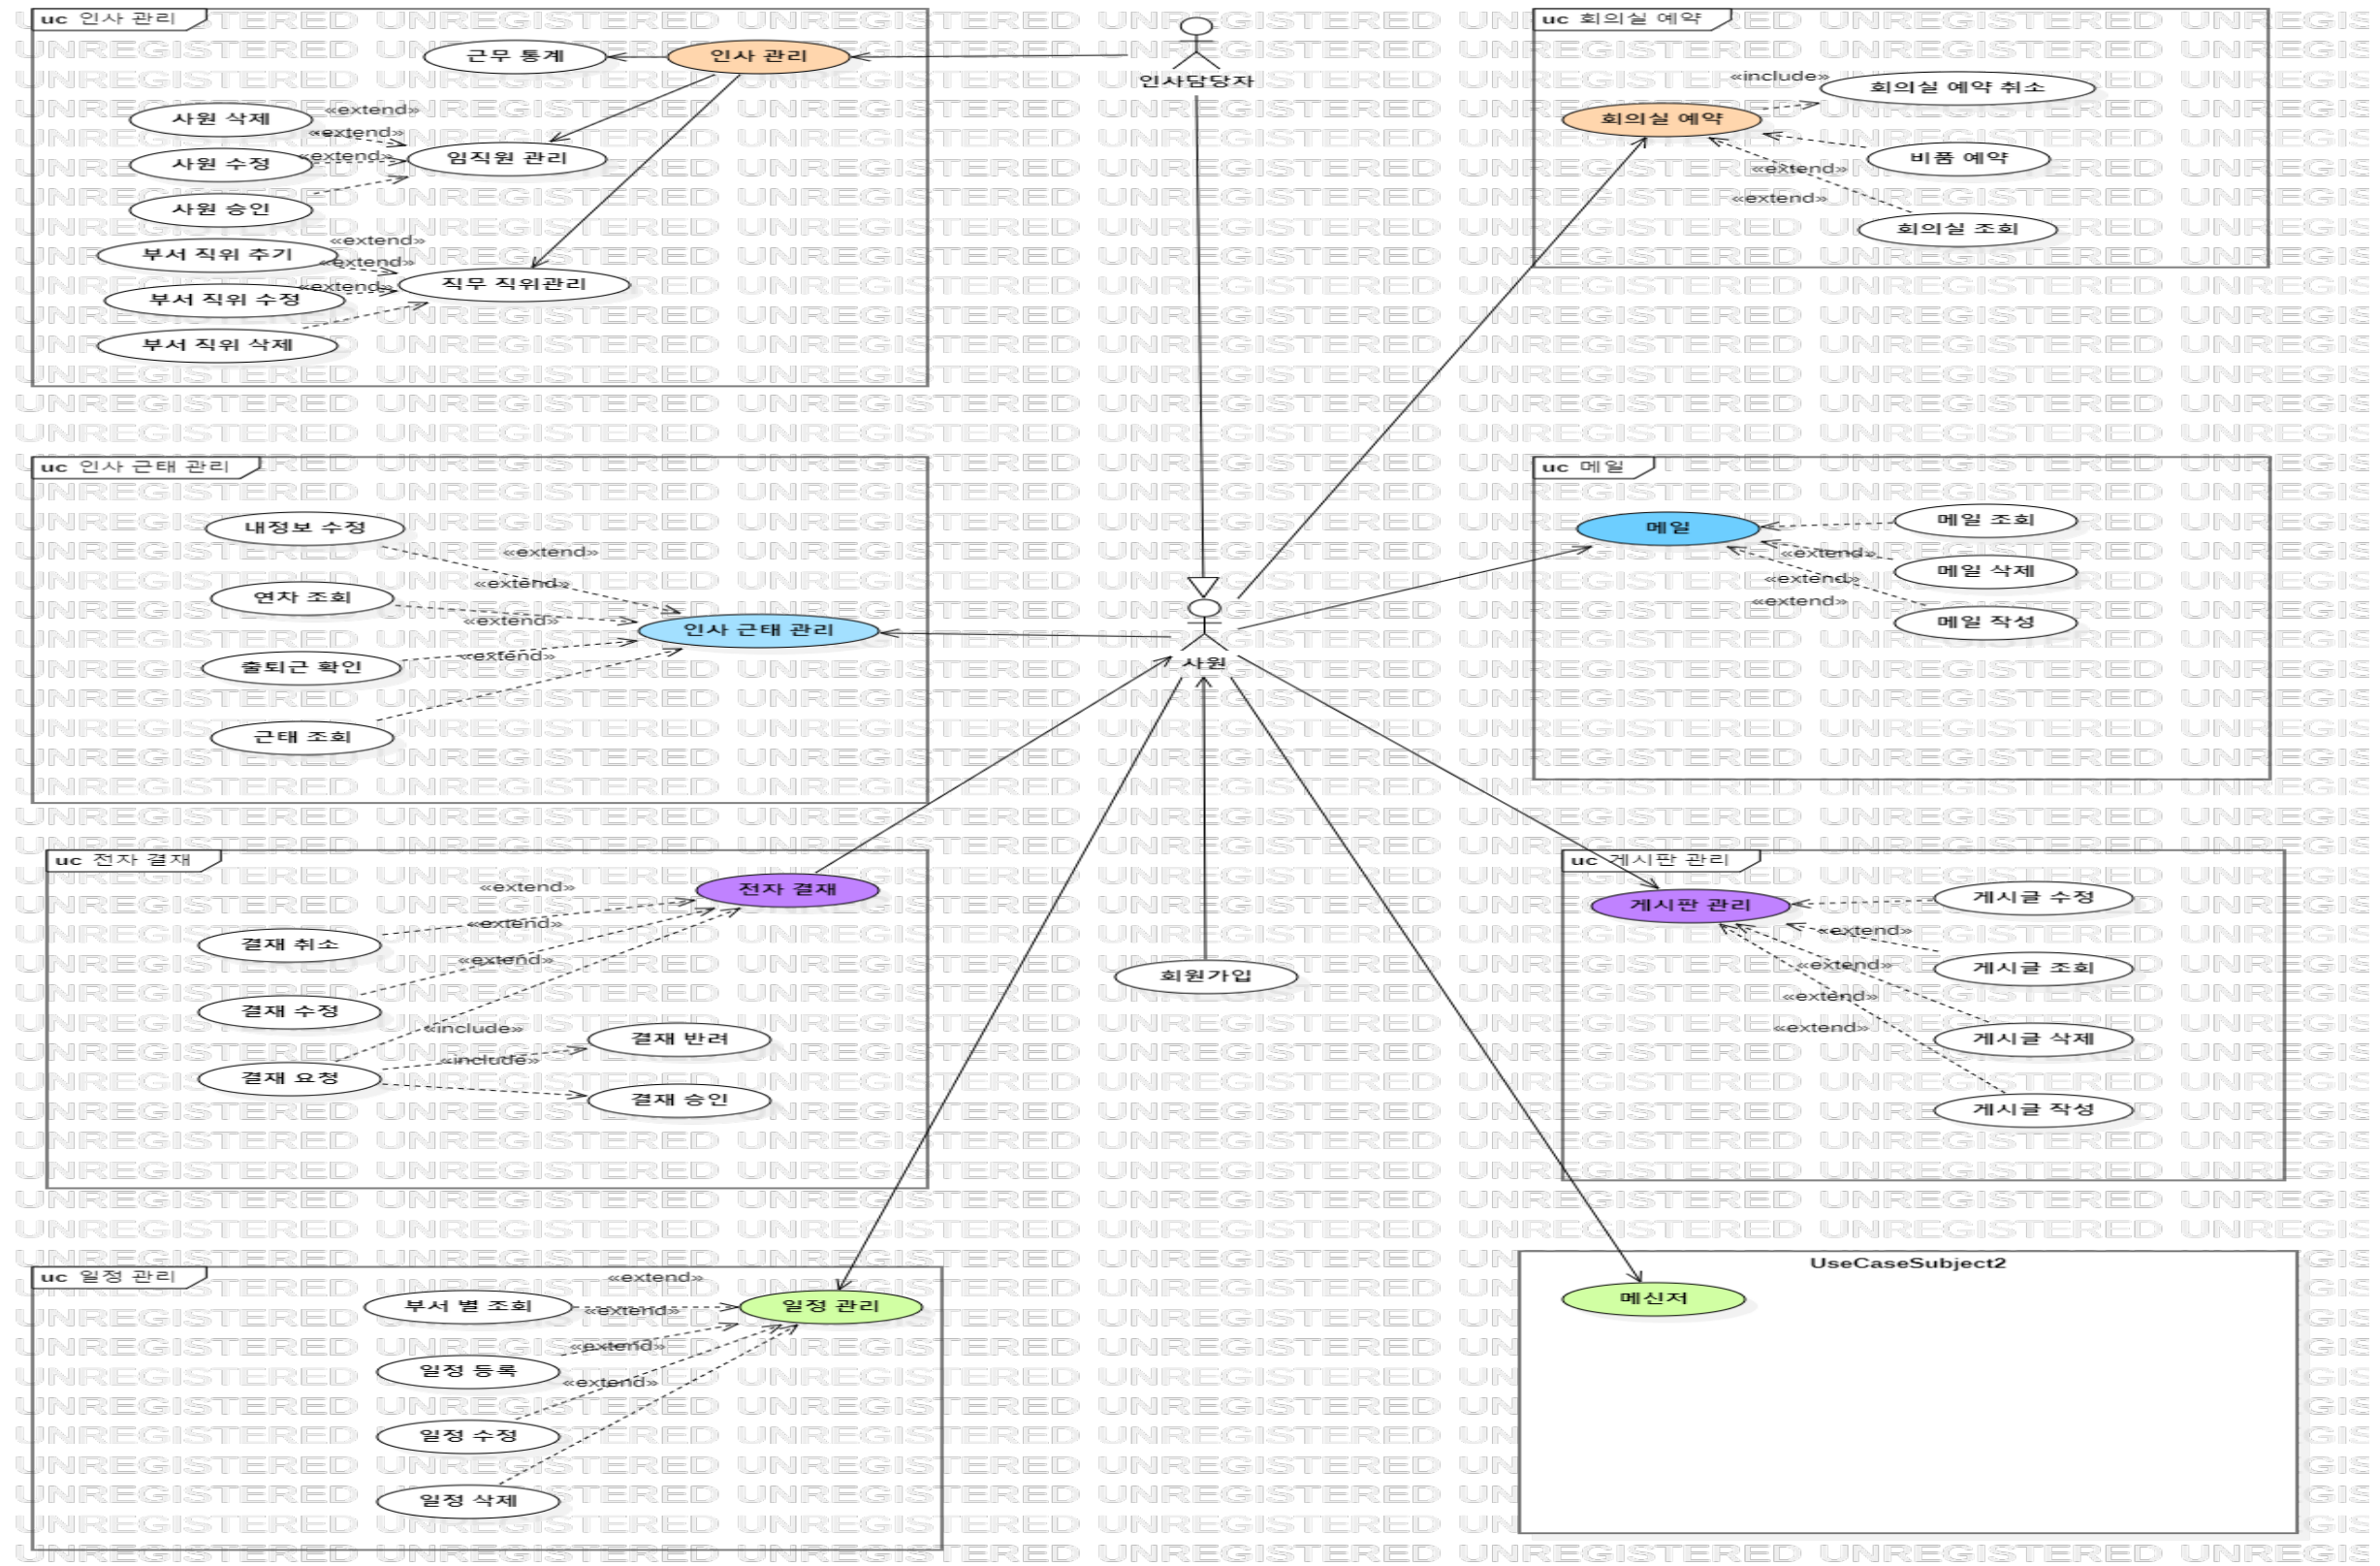 uc 인사 관리
근무 통계
인사 관리
사원 삭제
«extend»
«extend»
사원 수정
«extend»
임직원 관리
사원 승인
부서 직위 추기
«extend»
«extend»
부서 직위 수정
«extend»
직무 직위관리
부서 직위 삭제
인사담당자
uc 회의실 예약
«include»
회의실 예약 취소
회의실 예약
비품 예약
«extend»
«extend»
회의실 조회
uc 인사 근태 관리
내정보 수정
«extend»
연차 조회
«extend»
«extend»
인사 근태 관리
출퇴근 확인
«extend»
근태 조회
사원
회원가입
uc 메일
메일
메일 조회
«extend»
메일 삭제
«extend»
«extend»
메일 작성
uc 전자 결재
전자 결재
«extend»
«extend»
결재 취소
«extend»
결재 수정
«include»
결재 반려
«include»
결재 요청
결재 승인
uc 게시판 관리
게시판 관리
게시글 수정
«extend»
게시글 조회
«extend»
«extend»
게시글 삭제
«extend»
게시글 작성
uc 일정 관리
«extend»
부서 별 조회
«extend»
일정 관리
«extend»
일정 등록
«extend»
일정 수정
일정 삭제
UseCaseSubject2
메신저
UNREGISTERED